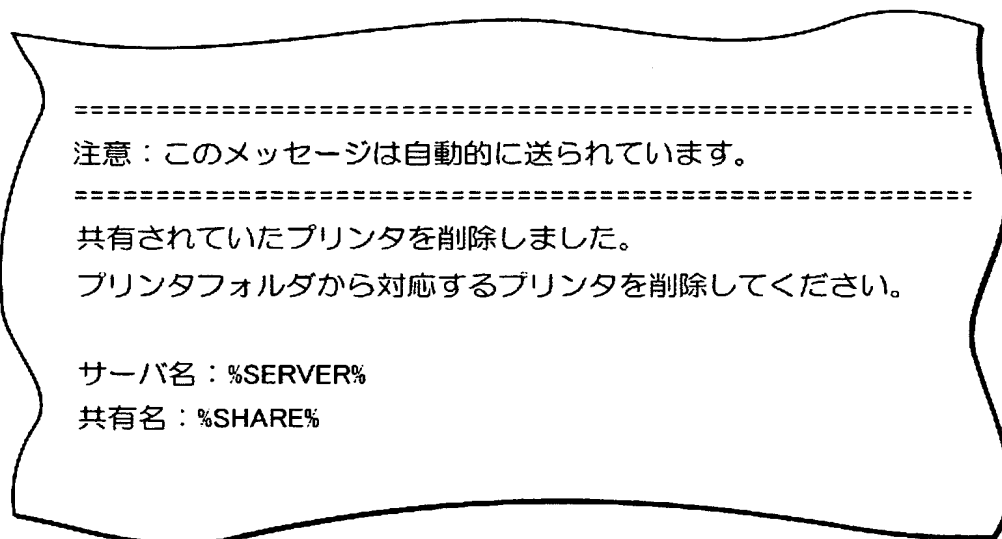 ========================================================
注意：このメッセージは自動的に送られています。
========================================================
共有されていたプリンタを削除しました。
プリンタフォルダから対応するプリンタを削除してください。
サーバ名：%SERVER%
共有名：%SHARE%